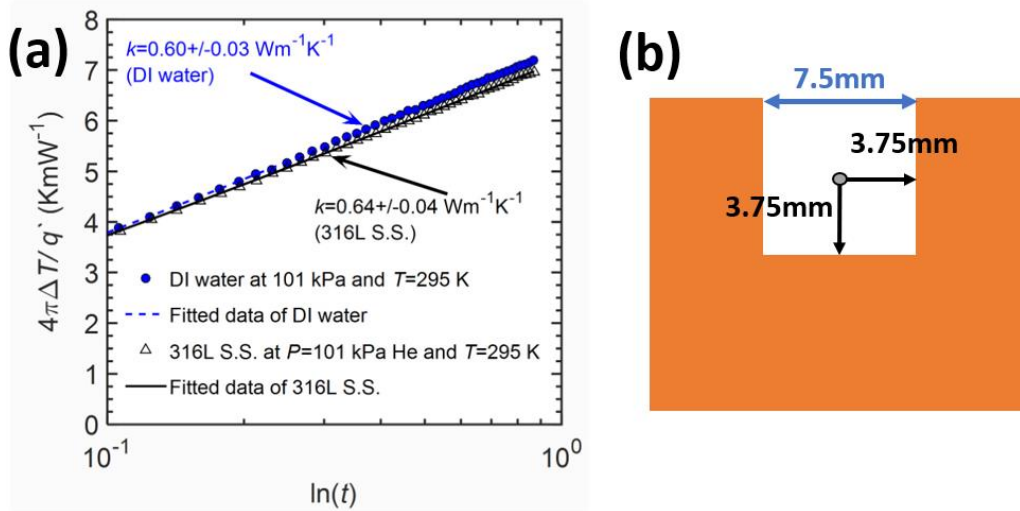 (a)
8
7
6
5
4
3
2
1
0
4πΔT/q` (KmW⁻¹)
k=0.60+/-0.03 Wm⁻¹K⁻¹
(DI water)
k=0.64+/-0.04 Wm⁻¹K⁻¹
(316L S.S.)
DI water at 101 kPa and T=295 K
Fitted data of DI water
316L S.S. at P=101 kPa He and T=295 K
Fitted data of 316L S.S.
10⁻¹
10⁰
ln(t)
(b)
7.5mm
3.75mm
3.75mm